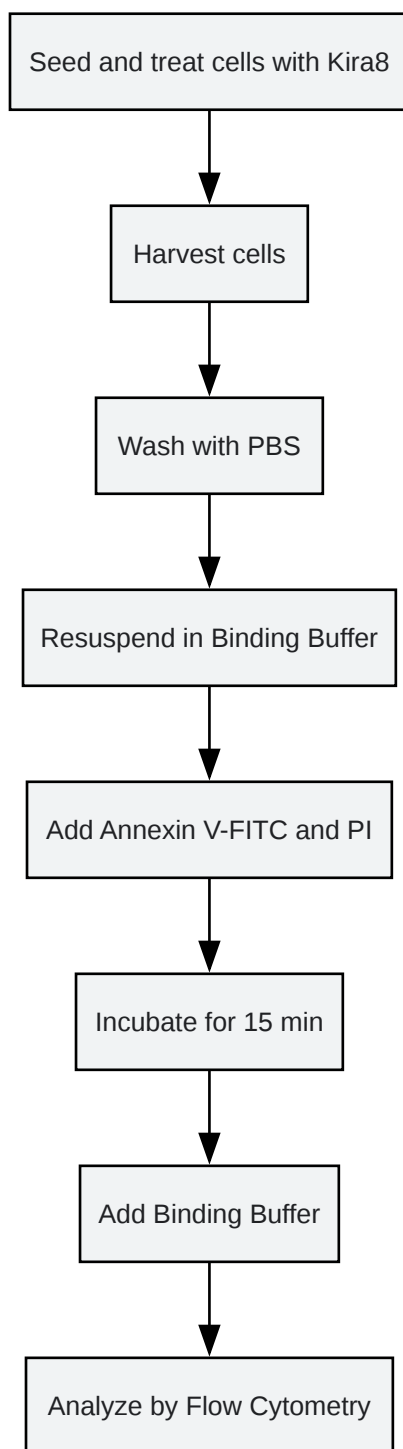 Seed and treat cells with Kira8
Harvest cells
Wash with PBS
Resuspend in Binding Buffer
Add Annexin V-FITC and PI
Incubate for 15 min
Add Binding Buffer
Analyze by Flow Cytometry